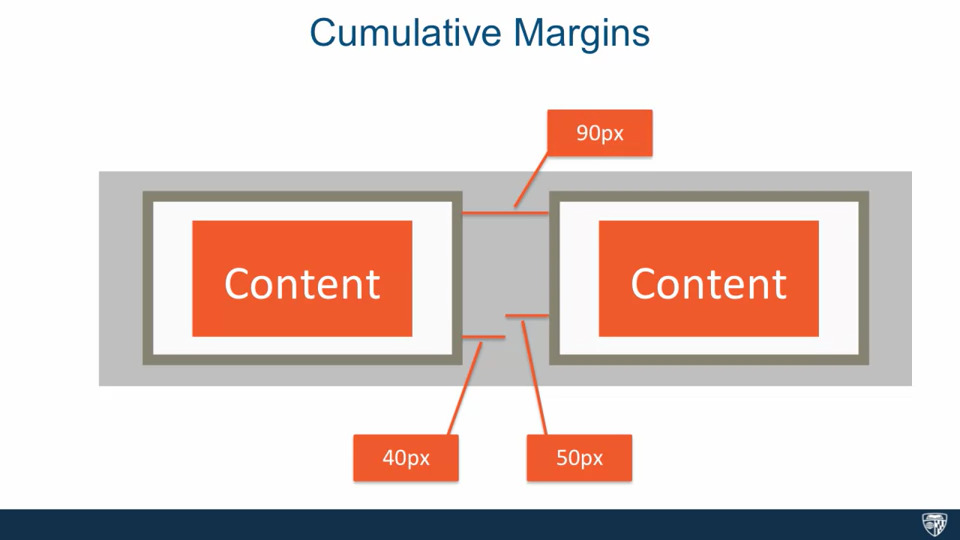 Cumulative Margins
90px
Content
Content
40px
50px